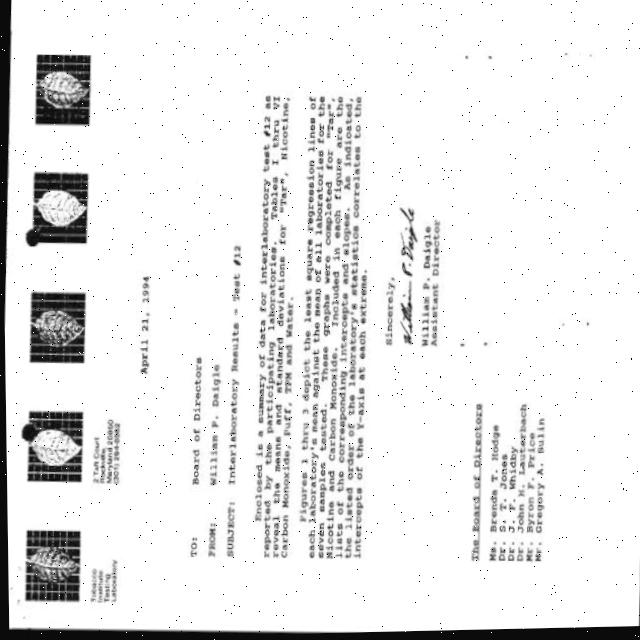 Tobacco
Institute
Testing
Laboratory
2 Taft Court
Rockville
Maryland 20850
April 21, 1994
TO: Board of Directors
FROM: William P. Daigle
SUBJECT: Interlaboratory Results - Test #12
Enclosed is a summary of data for interlaboratory test #12 as
reported by the participating laboratories. Tables I thru VI
reveal the means and standard deviations for "Tar", Nicotine,
Carbon Monoxide, Puff, TPM and Water.
Figures 1 thru 3 depict the least square regression lines of
each laboratory's mean against the mean of all laboratories for the
seven samples tested. These graphs were completed for "Tar",
Nicotine and Carbon Monoxide. Included in each figure are the
lists of the corresponding intercepts and slopes. As indicated,
the listed order of the laboratory's statistics correlates to the
intercepts of the Y-axis at each extreme.
Sincerely,
William P. Daigle
William P. Daigle
Assistant Director
The Board of Directors
Ms. Brenda T. Hodge
Dr. S. T. Jones
Dr. J. F. Whidby
Dr. John H. Lauterbach
Mr. Byron F. Price
Mr. Gregory A. Sulin